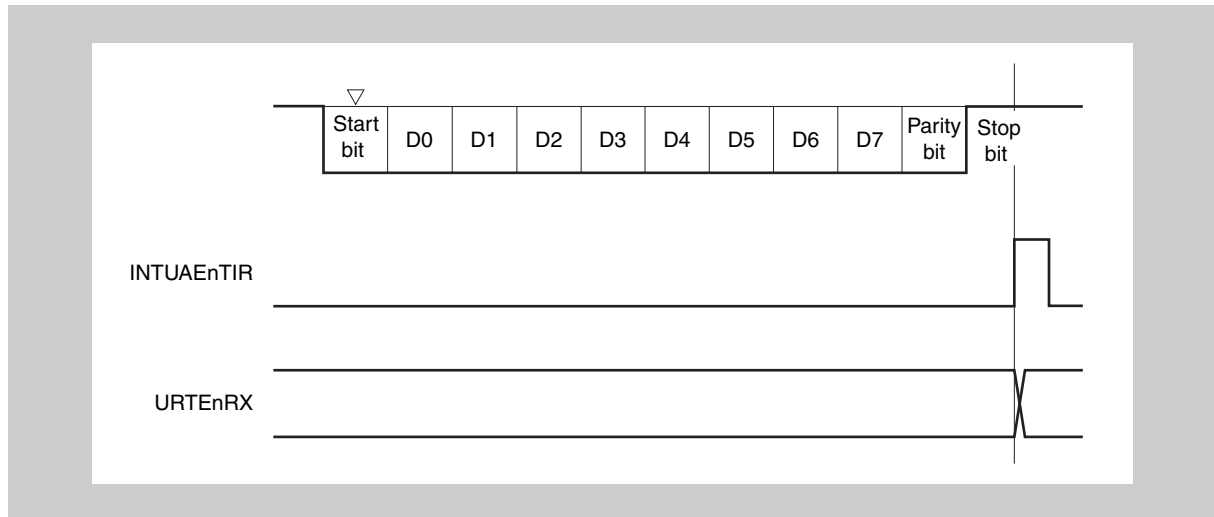 Start bit D0 D1 D2 D3 D4 D5 D6 D7 Parity bit Stop bit
INTUAEnTIR
URTEnRX